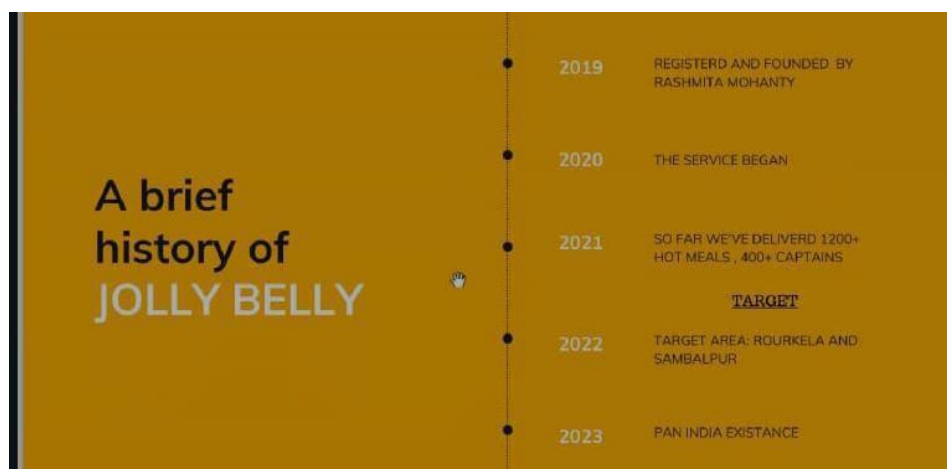 A brief
history of
JOLLY BELLY
2019
REGISTERD AND FOUNDED BY
RASHMITA MOHANTY
2020
THE SERVICE BEGAN
2021
SO FAR WE'VE DELIVERD 1200+
HOT MEALS , 400+ CAPTAINS
TARGET
2022
TARGET AREA: ROURKELA AND
SAMBALPUR
2023
PAN INDIA EXISTANCE